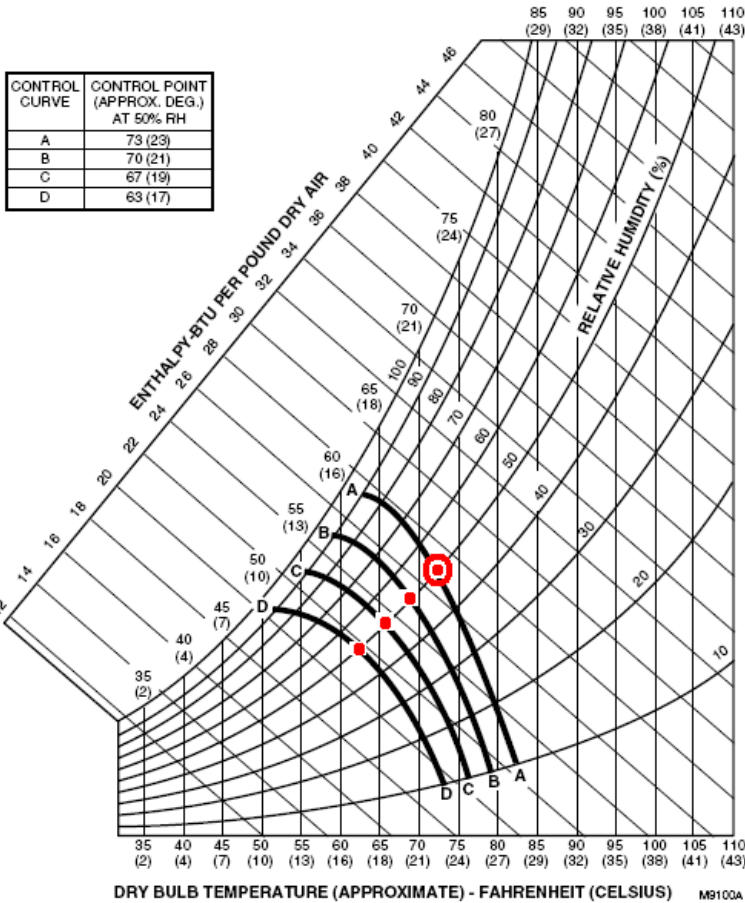 85 90 95 100 105 110
(29) (32) (35) (38) (41) (43)
CONTROL CURVE
CONTROL POINT (APPROX. DEG.) AT 50% RH
A 73 (23)
B 70 (21)
C 67 (19)
D 63 (17)
ENTHALPY-BTU PER POUND DRY AIR
14
16
18
20
22
24
26
28
30
32
34
36
38
40
42
44
46
80
(27)
75
(24)
70
(21)
65
(18)
60
(16)
55
(13)
50
(10)
45
(7)
40
(4)
35
(2)
RELATIVE HUMIDITY (%)
100
90
80
70
60
50
40
30
20
10
A
B
C
D
D C B A
35 40 45 50 55 60 65 70 75 80 85 90 95 100 105 110
(2) (4) (7) (10) (13) (16) (18) (21) (24) (27) (29) (32) (35) (38) (41) (43)
DRY BULB TEMPERATURE (APPROXIMATE) - FAHRENHEIT (CELSIUS)
M9100A